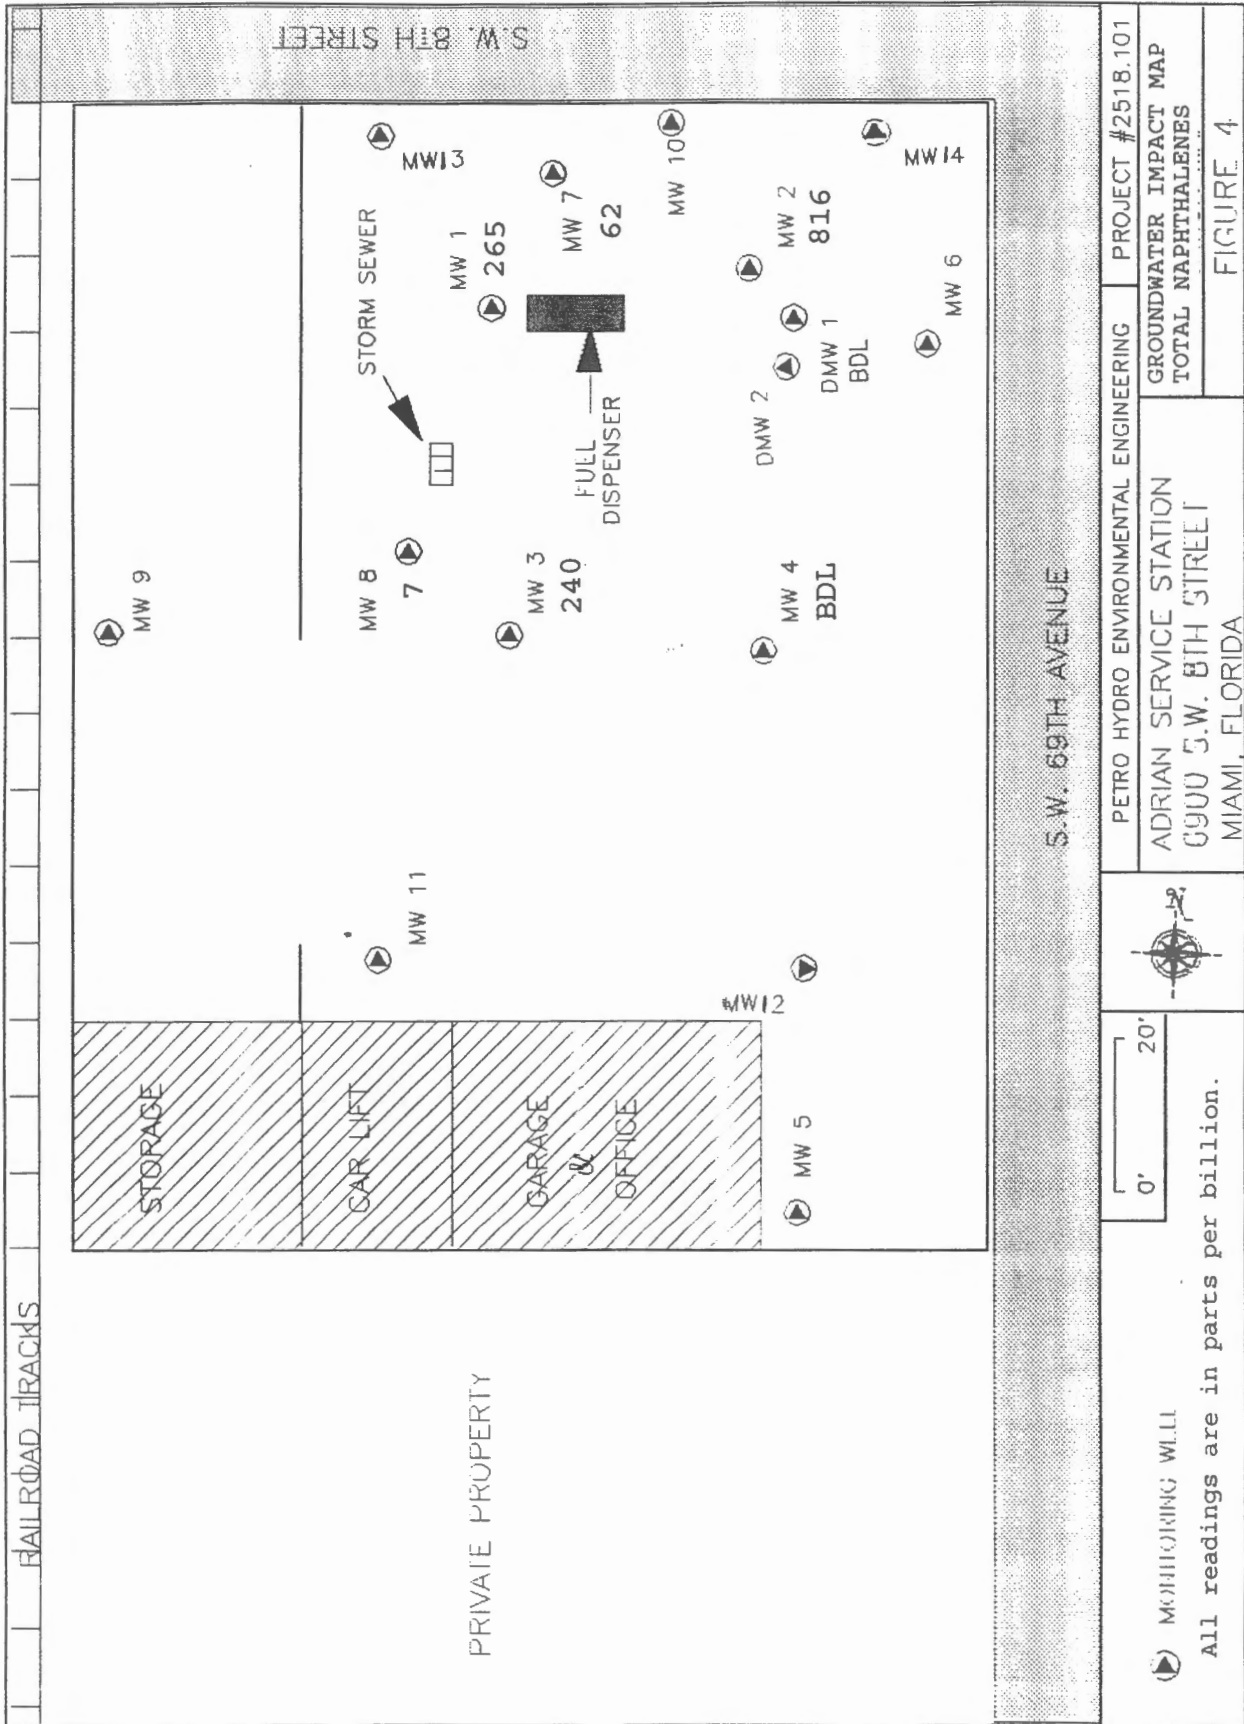 RAILROAD TRACKS
S.W. 8TH STREET
STORAGE
CAR LIFT
GARAGE
&
OFFICE
PRIVATE PROPERTY
MW 9
MW 11
MW 8
7
STORM SEWER
MW13
MW 1
265
MW 3
240
FULL
DISPENSER
MW 7
62
MW 10
MW 5
MW12
MW 4
BDL
DMW 2
DMW 1
BDL
MW 2
816
MW 6
MW14
S.W. 69TH AVENUE
MONITORING WELL
All readings are in parts per billion.
0' 20'
N
PETRO HYDRO ENVIRONMENTAL ENGINEERING
PROJECT #2518.101
ADRIAN SERVICE STATION
6900 S.W. 8TH STREET
MIAMI, FLORIDA
GROUNDWATER IMPACT MAP
TOTAL NAPHTHALENES
FIGURE 4